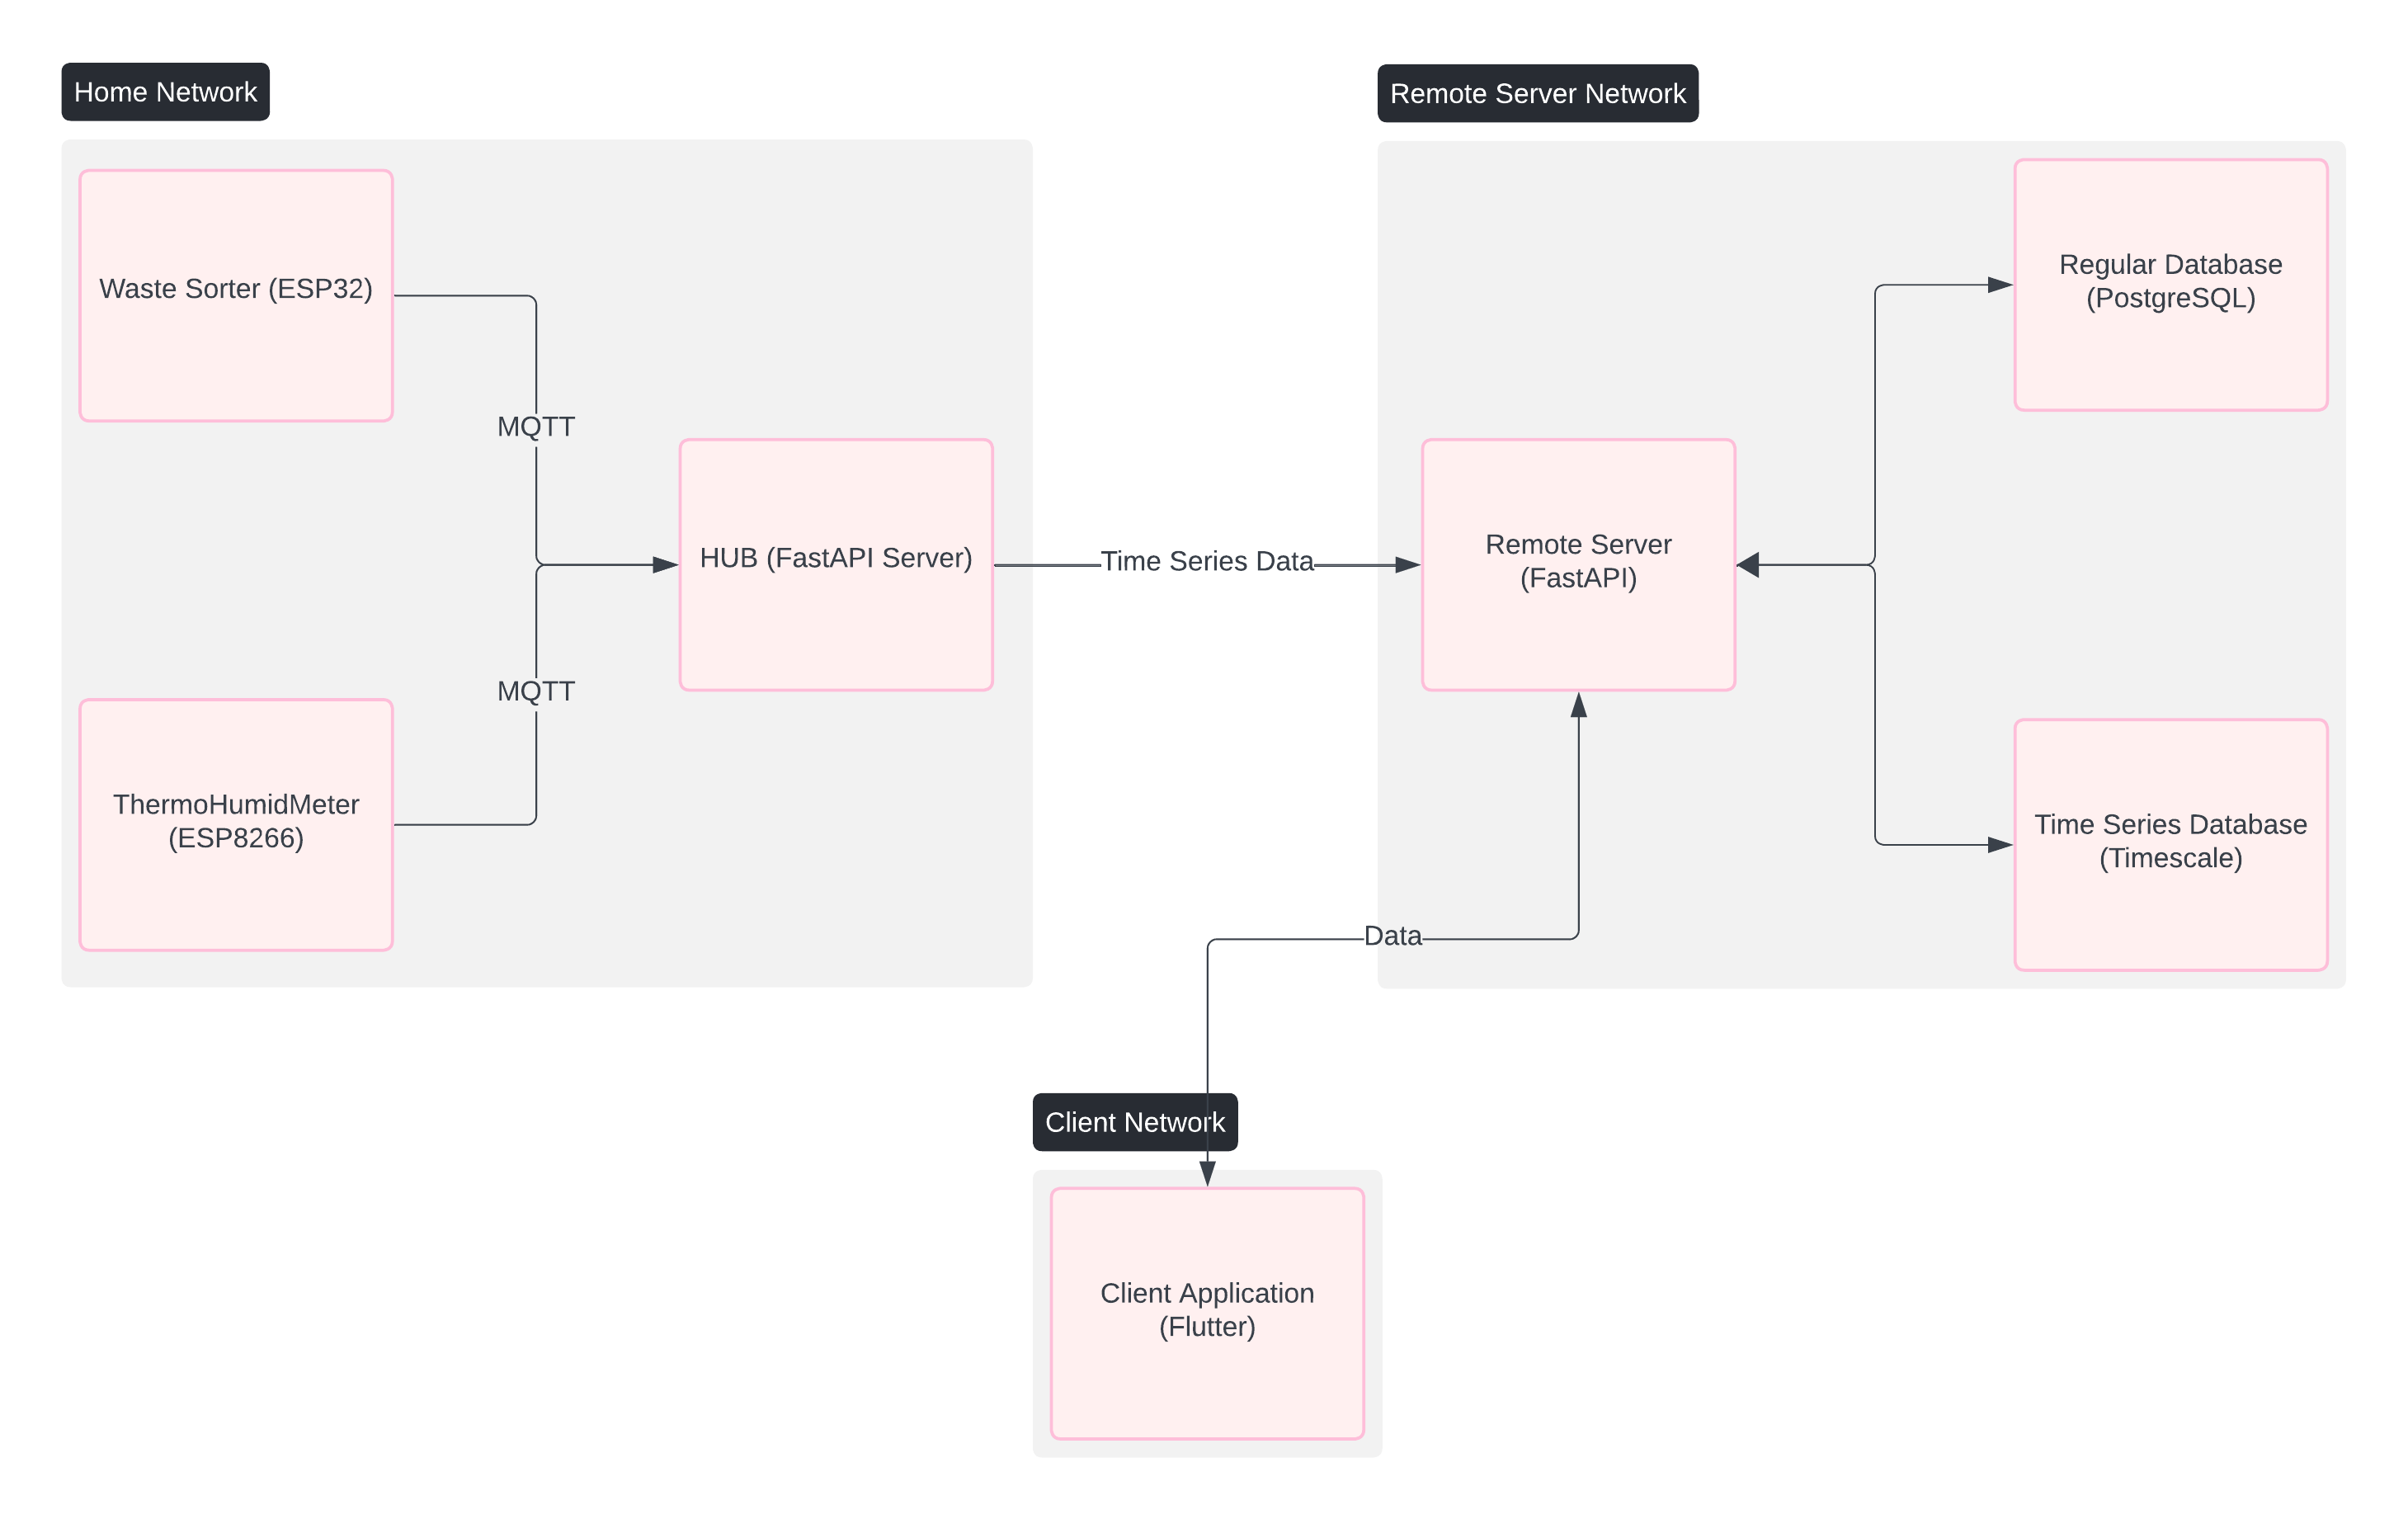 Home Network
Remote Server Network
Waste Sorter (ESP32)
Regular Database
(PostgreSQL)
MQTT
HUB (FastAPI Server)
Time Series Data
Remote Server
(FastAPI)
MQTT
ThermoHumidMeter
(ESP8266)
Time Series Database
(Timescale)
Data
Client Network
Client Application
(Flutter)